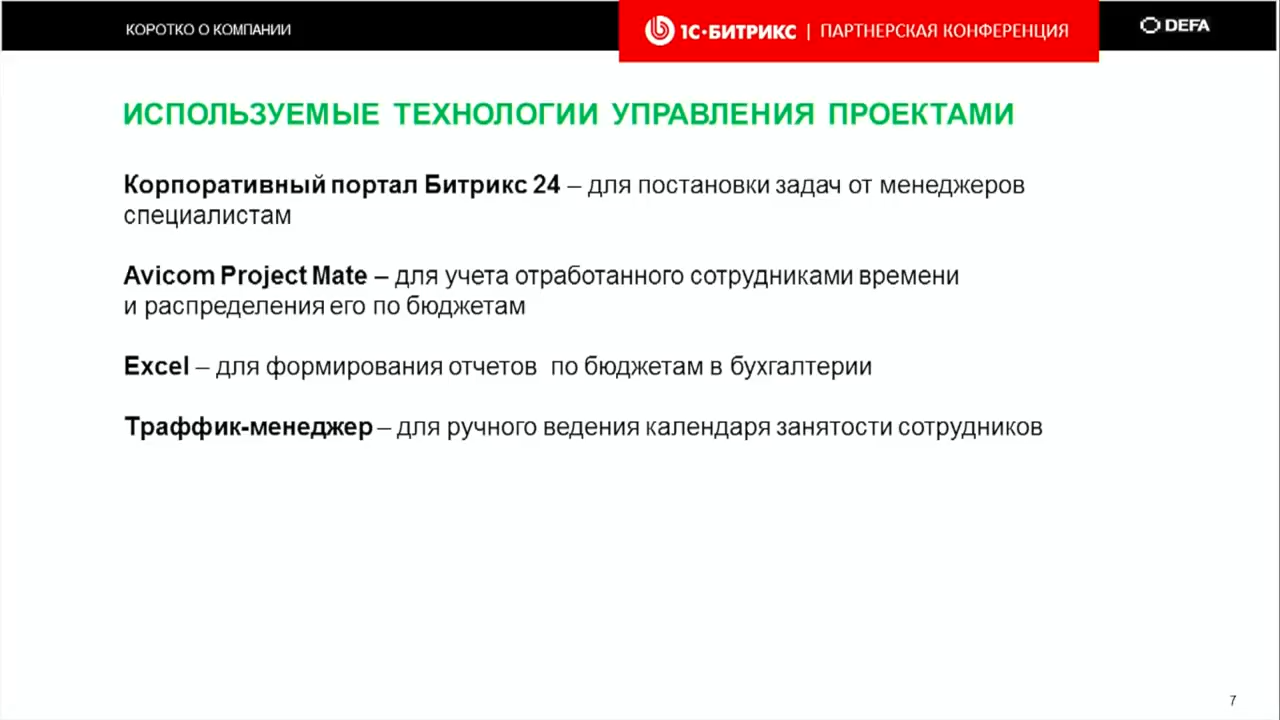 КОРОТКО О КОМПАНИИ
1С·БИТРИКС | ПАРТНЕРСКАЯ КОНФЕРЕНЦИЯ
DEFA
ИСПОЛЬЗУЕМЫЕ ТЕХНОЛОГИИ УПРАВЛЕНИЯ ПРОЕКТАМИ
Корпоративный портал Битрикс 24 – для постановки задач от менеджеров
специалистам
Avicom Project Mate – для учета отработанного сотрудниками времени
и распределения его по бюджетам
Excel – для формирования отчетов по бюджетам в бухгалтерии
Траффик-менеджер – для ручного ведения календаря занятости сотрудников
7